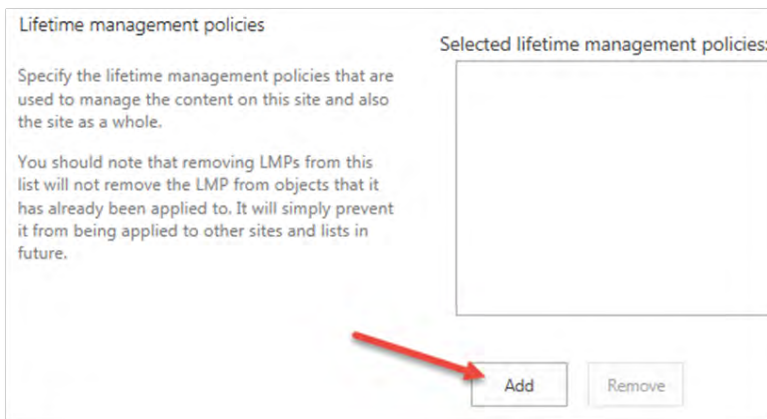 Lifetime management policies
Selected lifetime management policies:
Specify the lifetime management policies that are
used to manage the content on this site and also
the site as a whole.
You should note that removing LMPs from this
list will not remove the LMP from objects that it
has already been applied to. It will simply prevent
it from being applied to other sites and lists in
future.
Add
Remove